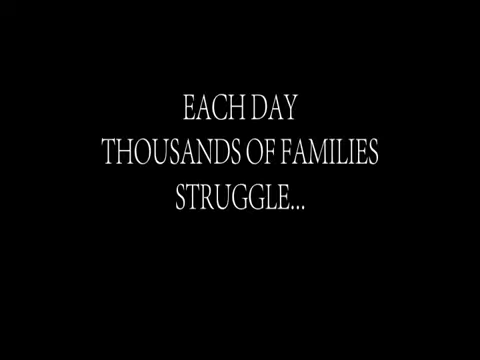 EACH DAY
THOUSANDS OF FAMILIES
STRUGGLE...